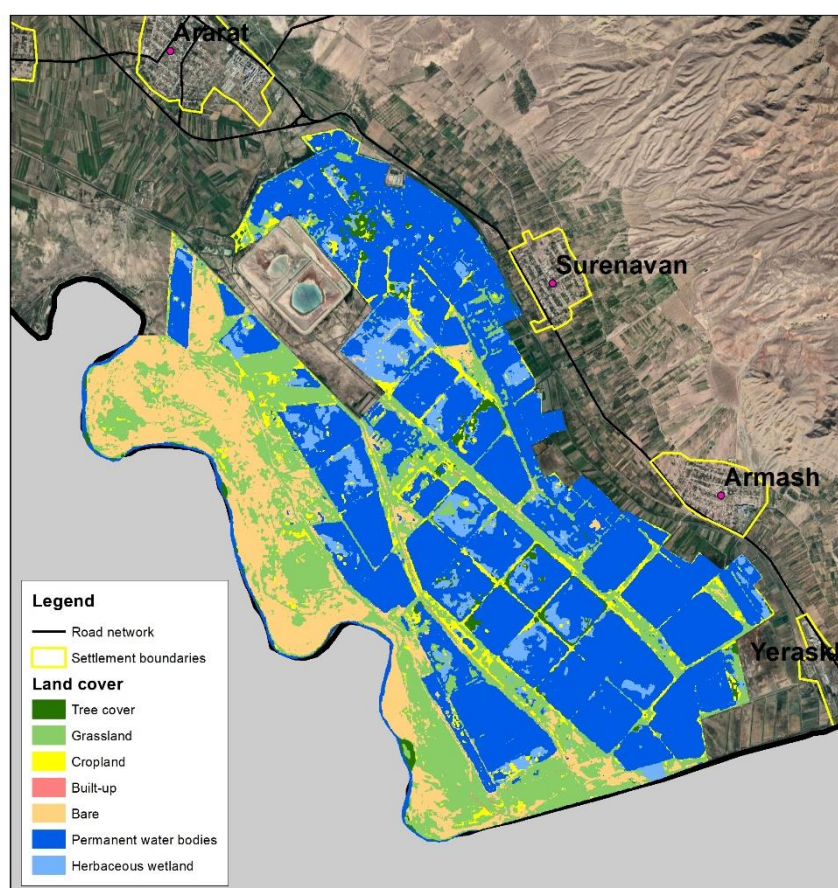 Ararat
Surenavan
Armash
Yeraskh
Legend
Road network
Settlement boundaries
Land cover
Tree cover
Grassland
Cropland
Built-up
Bare
Permanent water bodies
Herbaceous wetland